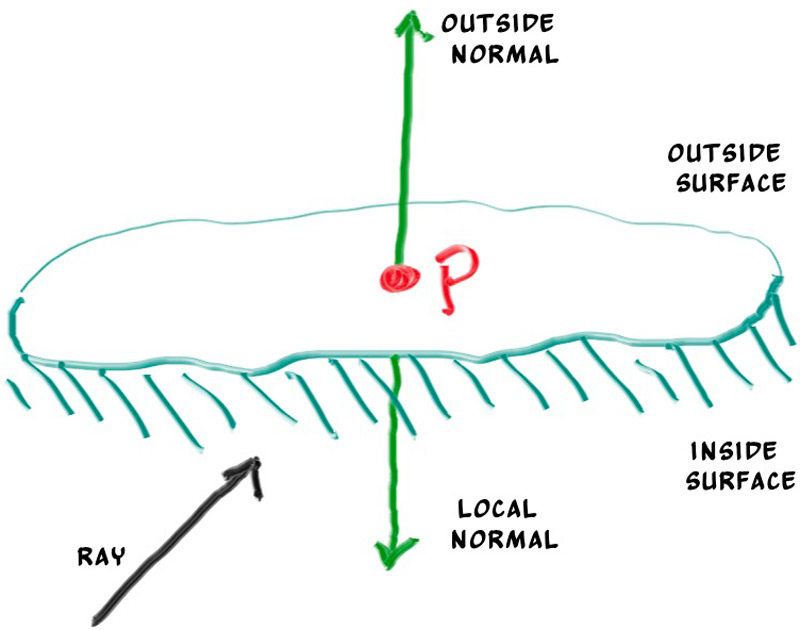 OUTSIDE
NORMAL
OUTSIDE
SURFACE
P
INSIDE
SURFACE
LOCAL
NORMAL
RAY